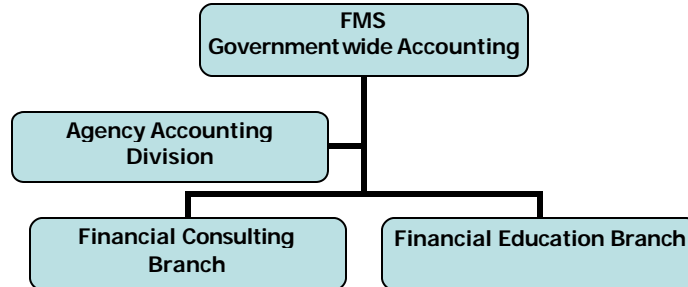 FMS
Governmentwide Accounting
Agency Accounting
Division
Financial Consulting
Branch
Financial Education Branch